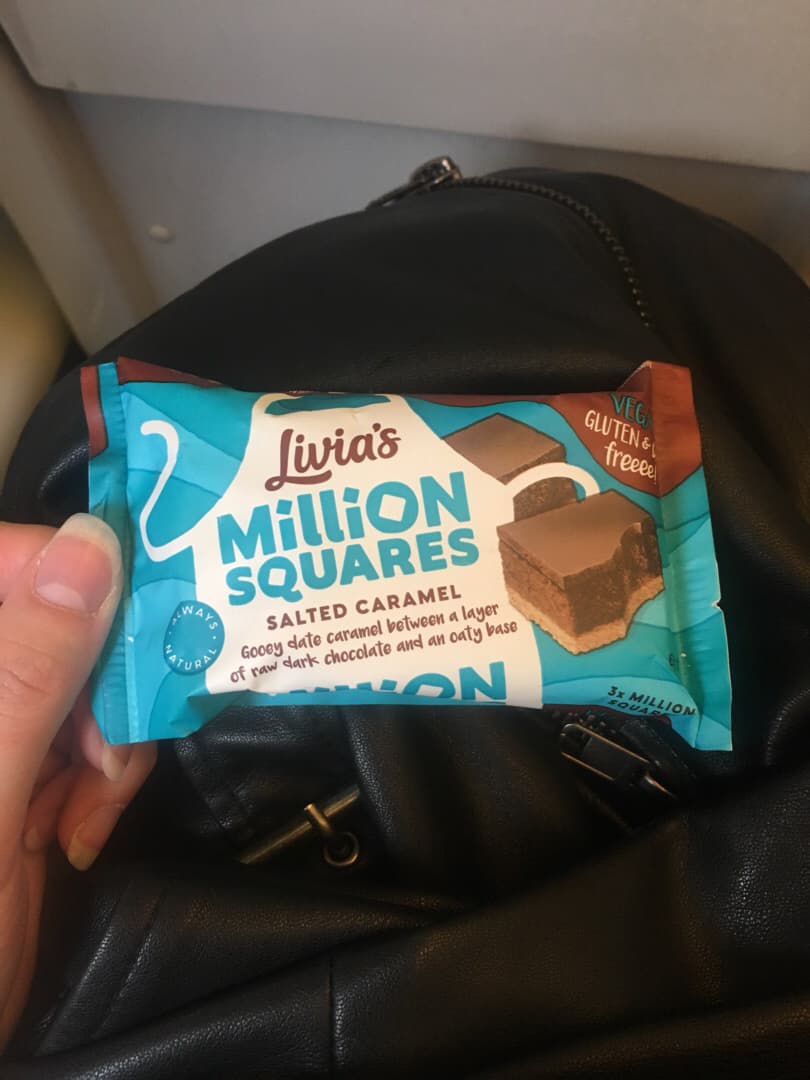 Livia's
MilliON
SQUARES
SALTED CARAMEL
Gooey date caramel between a layer
of raw dark chocolate and an oaty base
ALWAYS
NATURAL
GLUTEN &
freeee!
3x MILLION